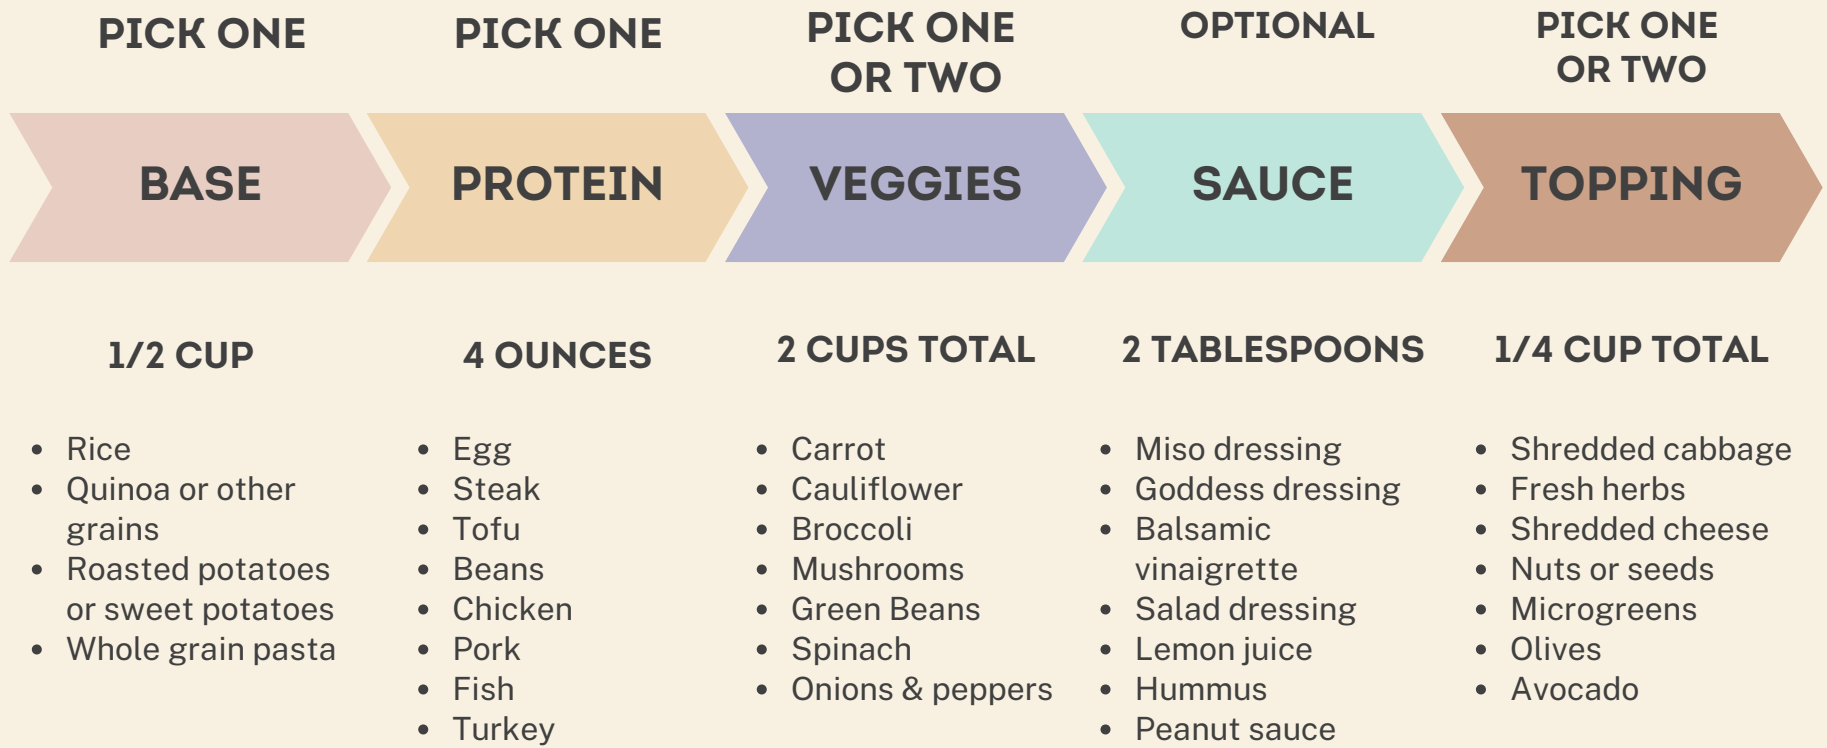 PICK ONE
BASE
1/2 CUP
Rice
Quinoa or other
grains
Roasted potatoes
or sweet potatoes
Whole grain pasta
PICK ONE
PROTEIN
4 OUNCES
Egg
Steak
Tofu
Beans
Chicken
Pork
Fish
Turkey
PICK ONE
OR TWO
VEGGIES
2 CUPS TOTAL
Carrot
Cauliflower
Broccoli
Mushrooms
Green Beans
Spinach
Onions & peppers
OPTIONAL
SAUCE
2 TABLESPOONS
Miso dressing
Goddess dressing
Balsamic
vinaigrette
Salad dressing
Lemon juice
Hummus
Peanut sauce
PICK ONE
OR TWO
TOPPING
1/4 CUP TOTAL
Shredded cabbage
Fresh herbs
Shredded cheese
Nuts or seeds
Microgreens
Olives
Avocado